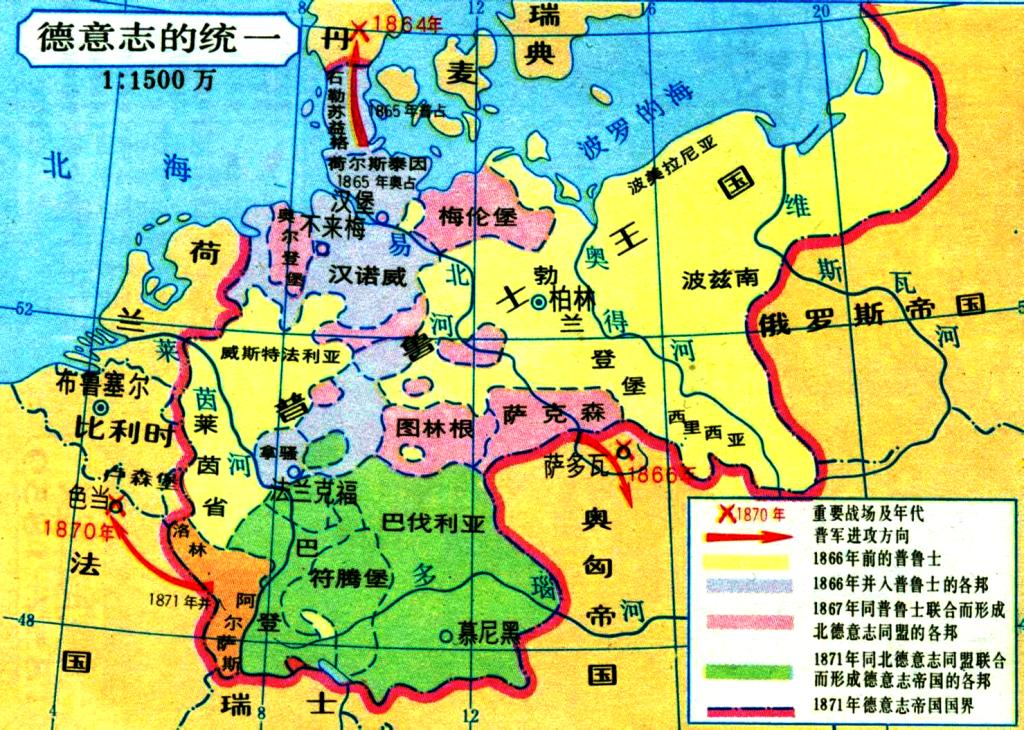 德意志的统一
1:1500 万
12
16
20
瑞典
丹麦
1864年
石勒苏益格
1865年普占
荷尔斯泰因
1865 年奥占
北海
波罗的海
波美拉尼亚
汉堡
不来梅
奥尔登堡
梅伦堡
汉诺威
易北河
荷兰
普鲁士王国
勃兰登堡
柏林
奥得河
波兹南
维斯瓦河
俄罗斯帝国
52
莱茵河
威斯特法利亚
布鲁塞尔
比利时
卢森堡
莱茵省
拿骚
法兰克福
图林根
萨克森
西里西亚
萨多瓦
1866年
色当
1870年
法国
洛林
阿尔萨斯
1871年并
巴登
巴伐利亚
符腾堡
多瑙河
慕尼黑
奥匈帝国
48
瑞士
4
8
12
1870年 重要战场及年代
普军进攻方向
1866年前的普鲁士
1866年并入普鲁士的各邦
1867年同普鲁士联合而形成
北德意志同盟的各邦
1871年同北德意志同盟联合
而形成德意志帝国的各邦
1871年德意志帝国国界